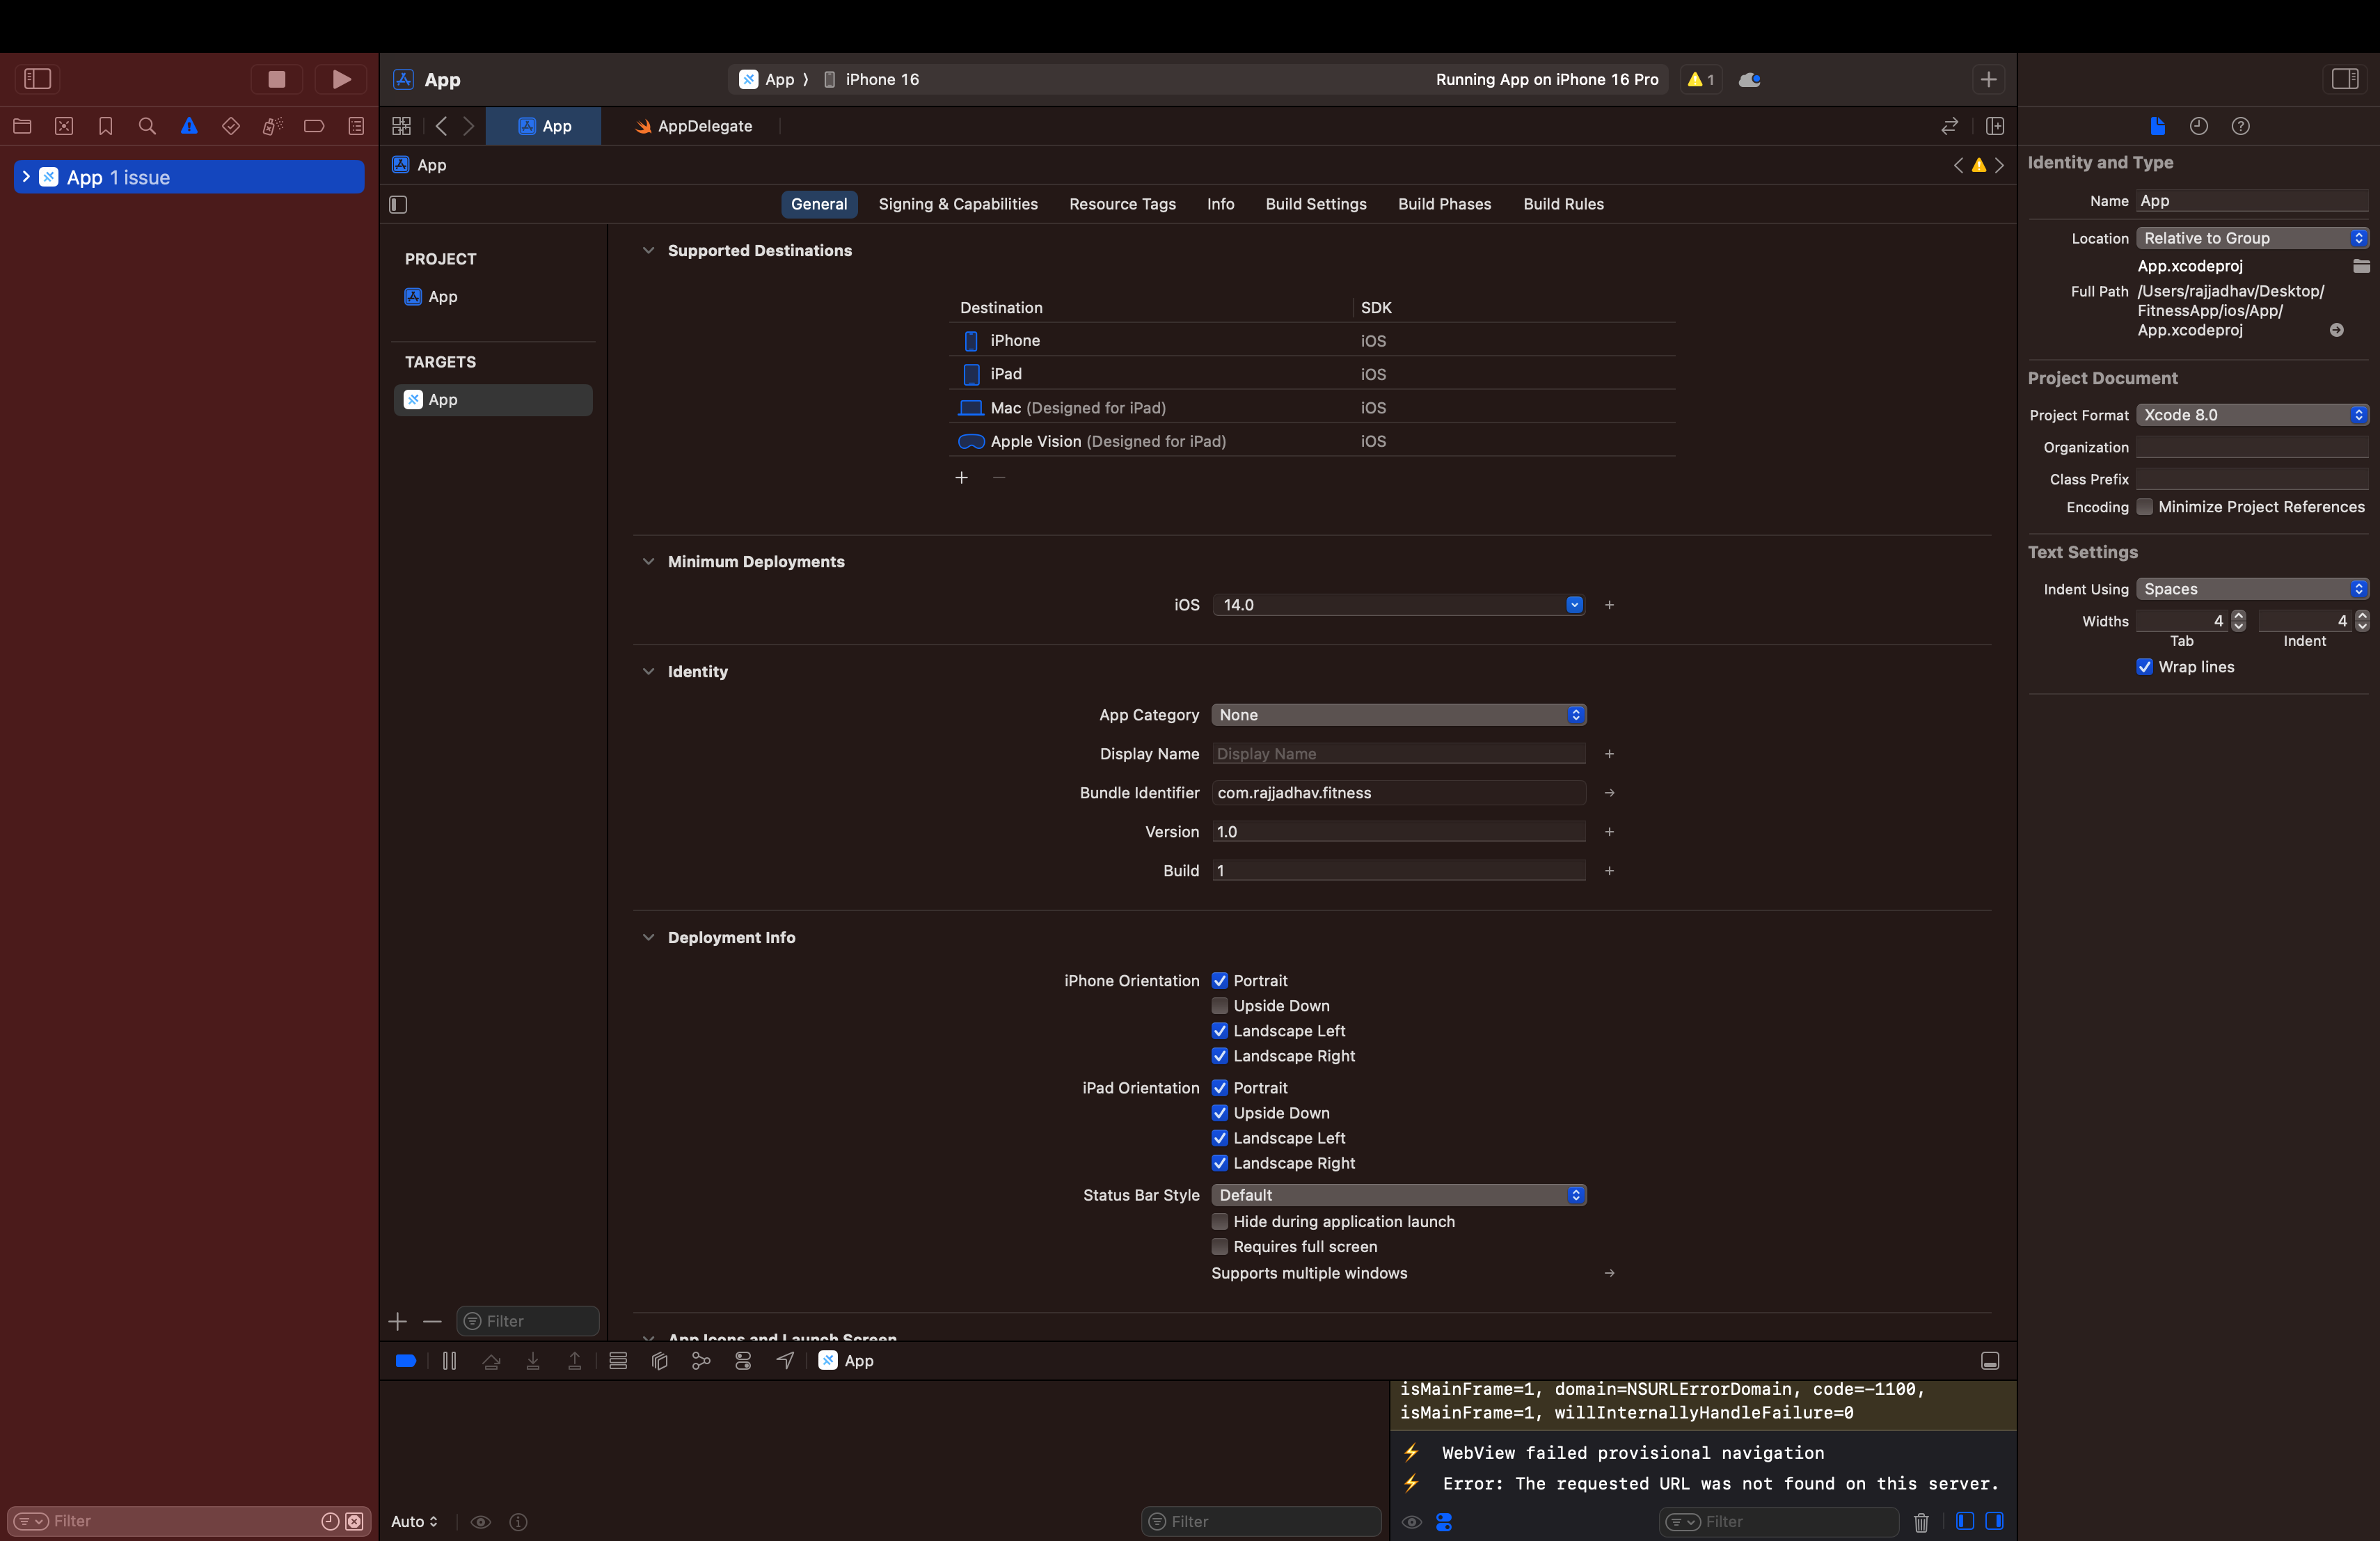 App
App
iPhone 16
Running App on iPhone 16 Pro
1
App
AppDelegate
App 1 issue
App
General
Signing & Capabilities
Resource Tags
Info
Build Settings
Build Phases
Build Rules
PROJECT
App
TARGETS
App
Supported Destinations
Destination
SDK
iPhone
iOS
iPad
iOS
Mac (Designed for iPad)
iOS
Apple Vision (Designed for iPad)
iOS
Minimum Deployments
iOS
14.0
Identity
App Category
None
Display Name
Display Name
Bundle Identifier
com.rajjadhav.fitness
Version
1.0
Build
1
Deployment Info
iPhone Orientation
Portrait
Upside Down
Landscape Left
Landscape Right
iPad Orientation
Portrait
Upside Down
Landscape Left
Landscape Right
Status Bar Style
Default
Hide during application launch
Requires full screen
Supports multiple windows
App Icons and Launch Screen
Filter
App
isMainFrame=1, domain=NSURLErrorDomain, code=-1100,
isMainFrame=1, willInternallyHandleFailure=0
WebView failed provisional navigation
Error: The requested URL was not found on this server.
Filter
Auto
Filter
Filter
Identity and Type
Name
App
Location
Relative to Group
App.xcodeproj
Full Path
/Users/rajjadhav/Desktop/
FitnessApp/ios/App/
App.xcodeproj
Project Document
Project Format
Xcode 8.0
Organization
Class Prefix
Encoding
Minimize Project References
Text Settings
Indent Using
Spaces
Widths
4
4
Tab
Indent
Wrap lines